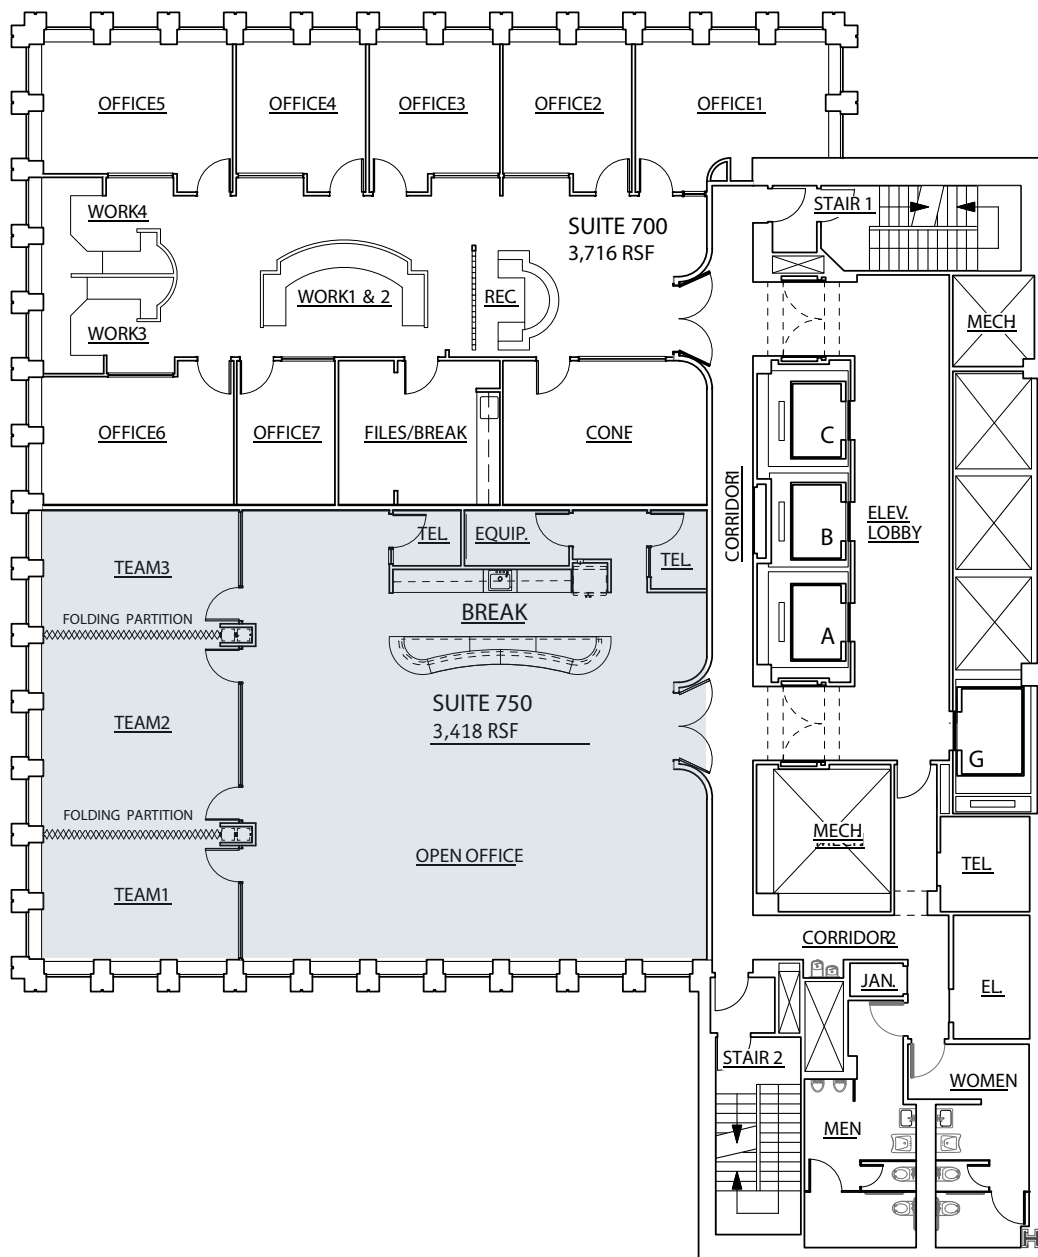 OFFICE5
OFFICE4
OFFICE3
OFFICE2
OFFICE1
WORK4
STAIR 1
SUITE 700
3,716 RSF
WORK1 & 2
REC
WORK3
MECH
OFFICE6
OFFICE7
FILES/BREAK
CONF
C
CORRIDOR1
ELEV.
LOBBY
B
TEL.
EQUIP.
TEL.
TEAM3
FOLDING PARTITION
BREAK
A
SUITE 750
3,418 RSF
TEAM2
G
FOLDING PARTITION
MECH
MECH.
OPEN OFFICE
TEL.
TEAM1
CORRIDOR2
JAN.
EL.
STAIR 2
WOMEN
MEN